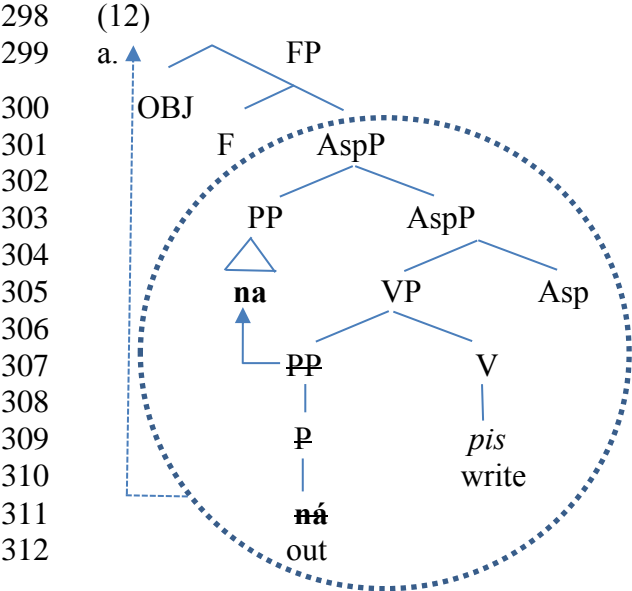 298 (12)
299 a. FP
300 OBJ
301 F AspP
302
303 PP AspP
304
305 na VP Asp
306
307 PP V
308
309 P pis
310 write
311 ná
312 out